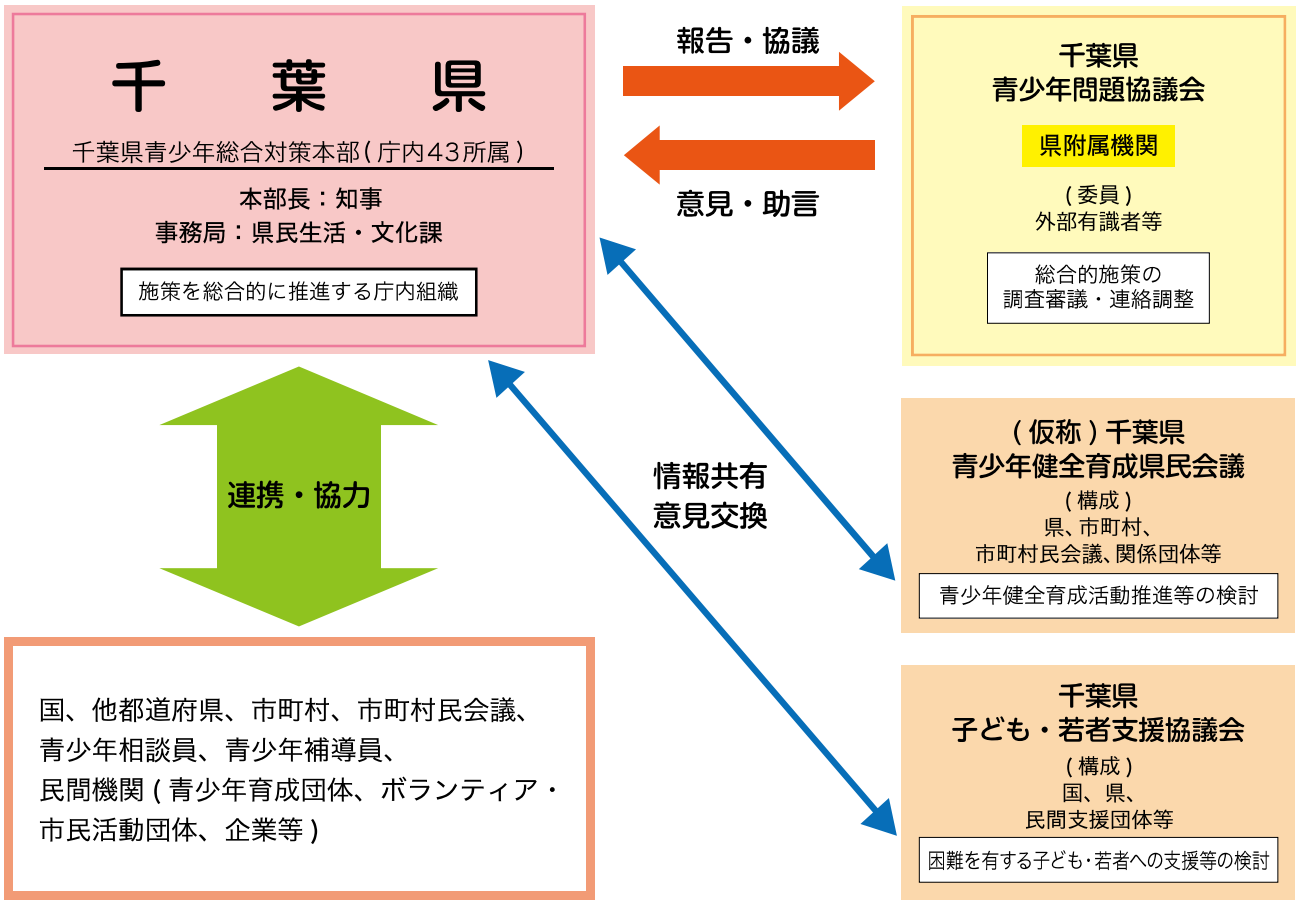 千葉県
千葉県青少年総合対策本部(庁内43所属)
本部長：知事
事務局：県民生活・文化課
施策を総合的に推進する庁内組織
報告・協議
意見・助言
千葉県
青少年問題協議会
県附属機関
(委員)
外部有識者等
総合的施策の
調査審議・連絡調整
連携・協力
情報共有
意見交換
(仮称)千葉県
青少年健全育成県民会議
(構成)
県、市町村、
市町村民会議、関係団体等
青少年健全育成活動推進等の検討
国、他都道府県、市町村、市町村民会議、
青少年相談員、青少年補導員、
民間機関(青少年育成団体、ボランティア・
市民活動団体、企業等)
千葉県
子ども・若者支援協議会
(構成)
国、県、
民間支援団体等
困難を有する子ども・若者への支援等の検討